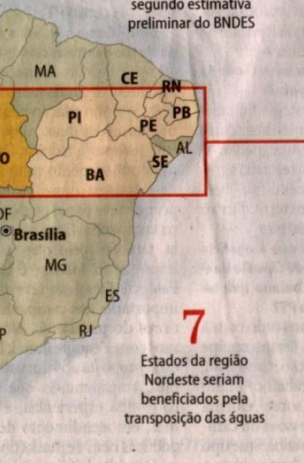 segundo estimativa
preliminar do BNDES
MA
CE
RN
PI
PB
PE
AL
O
SE
BA
DF
Brasília
MG
ES
7
P
RJ
Estados da região
Nordeste seriam
beneficiados pela
transposição das águas